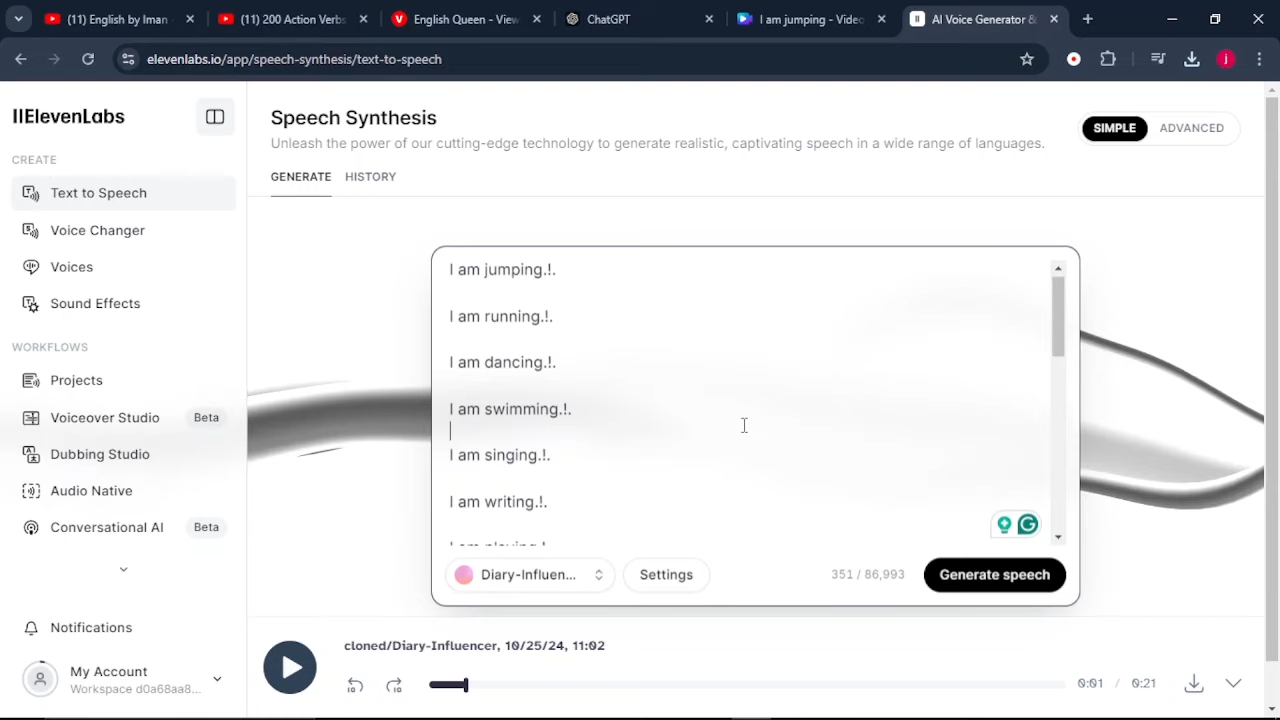 (11) English by Iman
(11) 200 Action Verbs
English Queen - View
ChatGPT
I am jumping - Video
AI Voice Generator &
elevenlabs.io/app/speech-synthesis/text-to-speech
j
IIElevenLabs
CREATE
Text to Speech
Voice Changer
Voices
Sound Effects
WORKFLOWS
Projects
Voiceover Studio Beta
Dubbing Studio
Audio Native
Conversational AI Beta
Notifications
My Account
Workspace d0a68aa8...
Speech Synthesis
Unleash the power of our cutting-edge technology to generate realistic, captivating speech in a wide range of languages.
SIMPLE ADVANCED
GENERATE HISTORY
I am jumping.!.
I am running.!.
I am dancing.!.
I am swimming.!.
I am singing.!.
I am writing.!.
I am playing.!.
Diary-Influen... Settings 351 / 86,993 Generate speech
cloned/Diary-Influencer, 10/25/24, 11:02
10 10 0:01 / 0:21